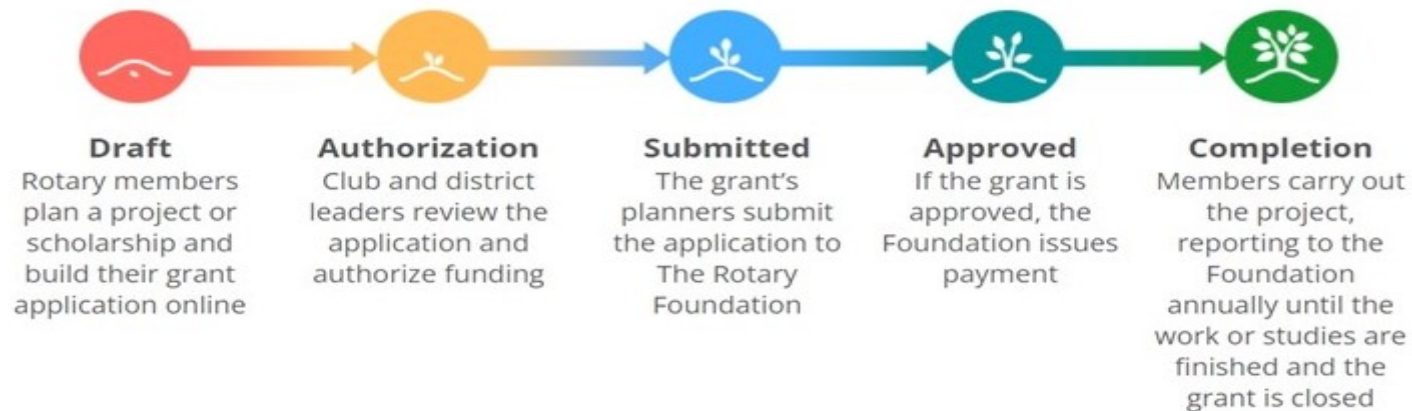 Draft
Rotary members
plan a project or
scholarship and
build their grant
application online
Authorization
Club and district
leaders review the
application and
authorize funding
Submitted
The grant’s
planners submit
the application to
The Rotary
Foundation
Approved
If the grant is
approved, the
Foundation issues
payment
Completion
Members carry out
the project,
reporting to the
Foundation
annually until the
work or studies are
finished and the
grant is closed